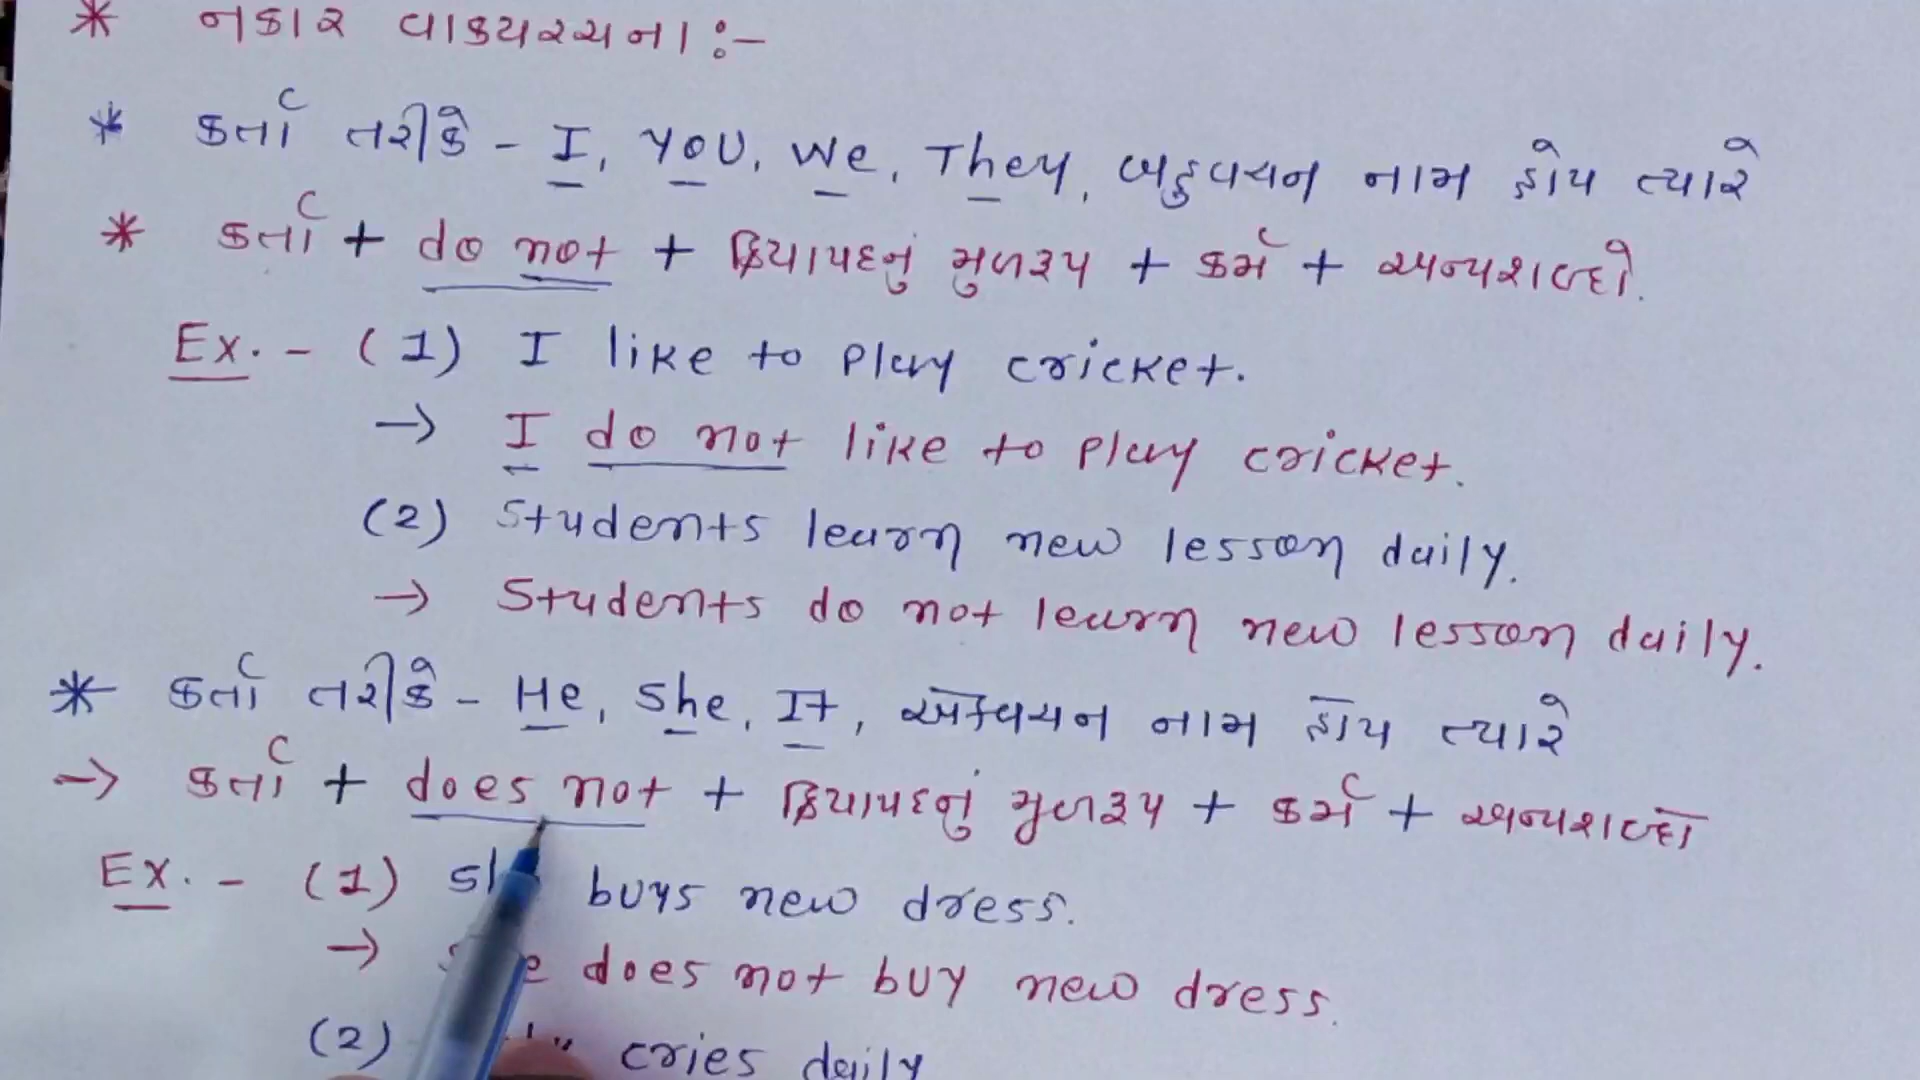 * નકાર વાકયરચના :-
* કર્તા તરીકે - I, YOU, We, They, બહુવચન નામ હોય ત્યારે
* કર્તા + do not + ક્રિયાપદનું મુળરૂપ + કર્મ + અન્યશબ્દો.
Ex. - (1) I like to play cricket.
→ I do not like to play cricket.
(2) Students learn new lesson daily.
→ Students do not learn new lesson daily.
* કર્તા તરીકે - He, She, It, એકવચન નામ હોય ત્યારે
→ કર્તા + does not + ક્રિયાપદનું મુળરૂપ + કર્મ + અન્યશબ્દો
Ex. - (1) buys new dress.
→ does not buy new dress.
(2) cries daily